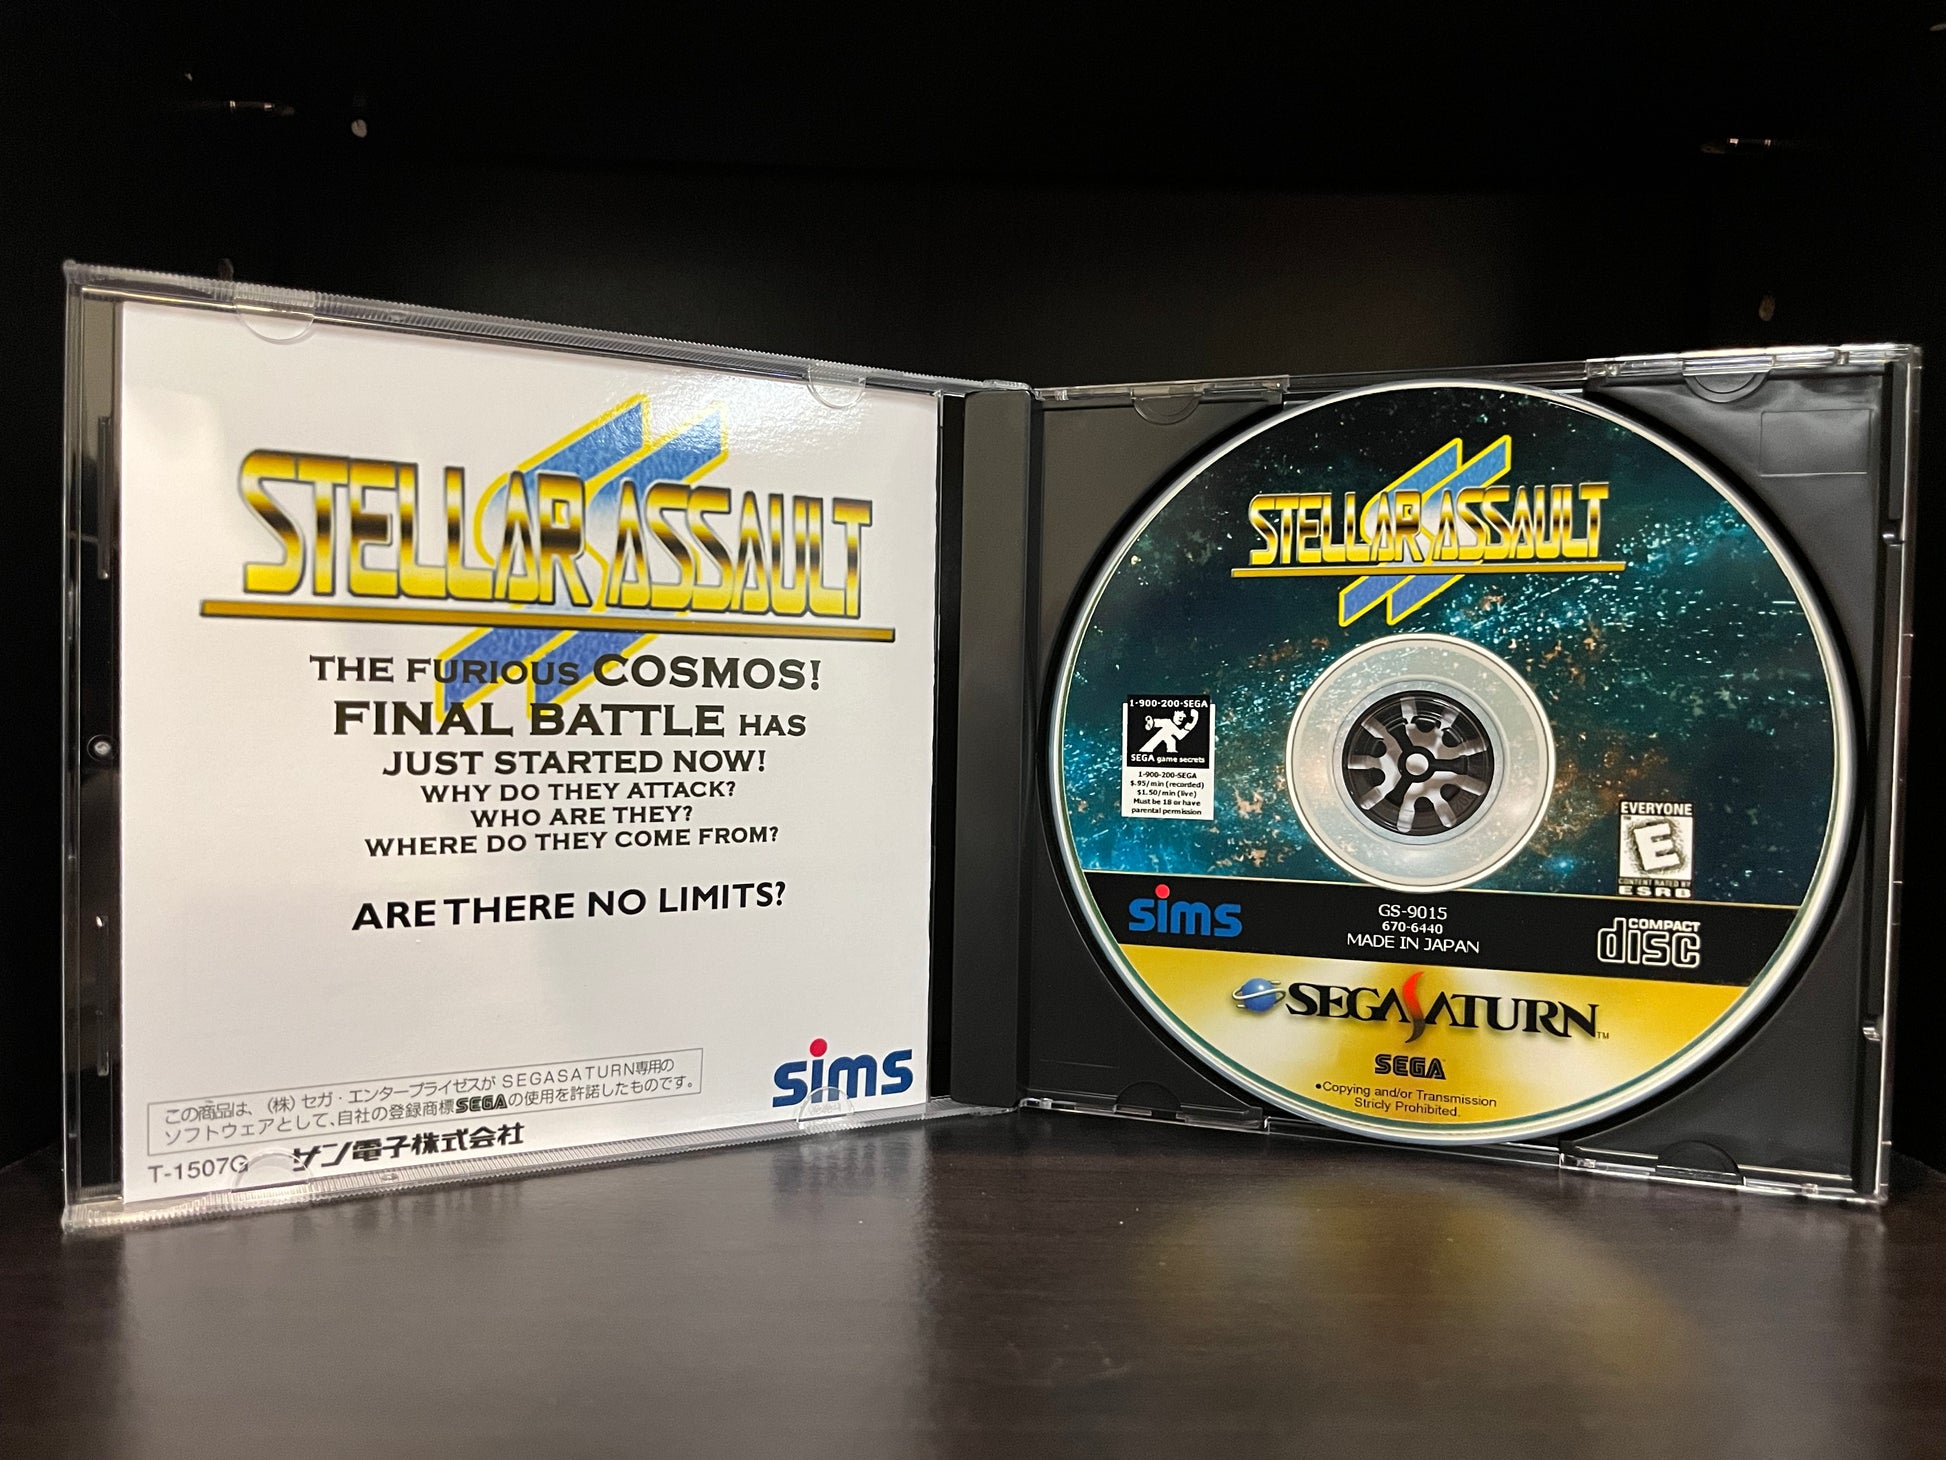 STELLAR ASSAULT SS
THE FURIOUS COSMOS!
FINAL BATTLE HAS
JUST STARTED NOW!
WHY DO THEY ATTACK?
WHO ARE THEY?
WHERE DO THEY COME FROM?
ARE THERE NO LIMITS?
この商品は、(株)セガ・エンタープライゼスが SEGASATURN専用の
ソフトウェアとして、自社の登録商標SEGAの使用を許諾したものです。
T-1507G サン電子株式会社
sims
STELLAR ASSAULT SS
1-900-200-SEGA
SEGA game secrets
1-900-200-SEGA
$.95/min (recorded)
$1.50/min (live)
Must be 18 or have
parental permission
EVERYONE
E
CONTENT RATED BY
ESRB
sims
GS-9015
670-6440
MADE IN JAPAN
COMPACT
disc
SEGA SATURN™
SEGA
•Copying and/or Transmission
Stricly Prohibited.